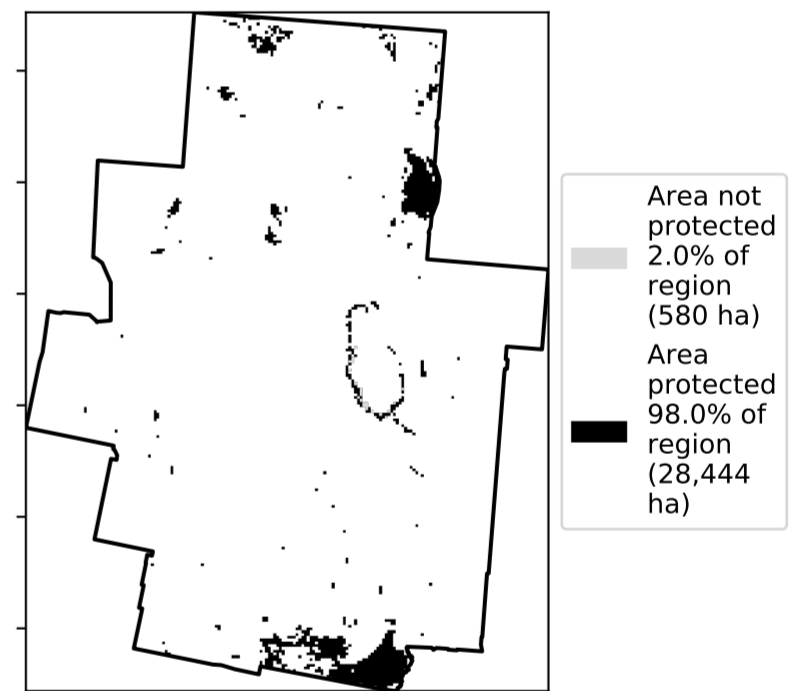 Area not
protected
2.0% of
region
(580 ha)
Area
protected
98.0% of
region
(28,444
ha)